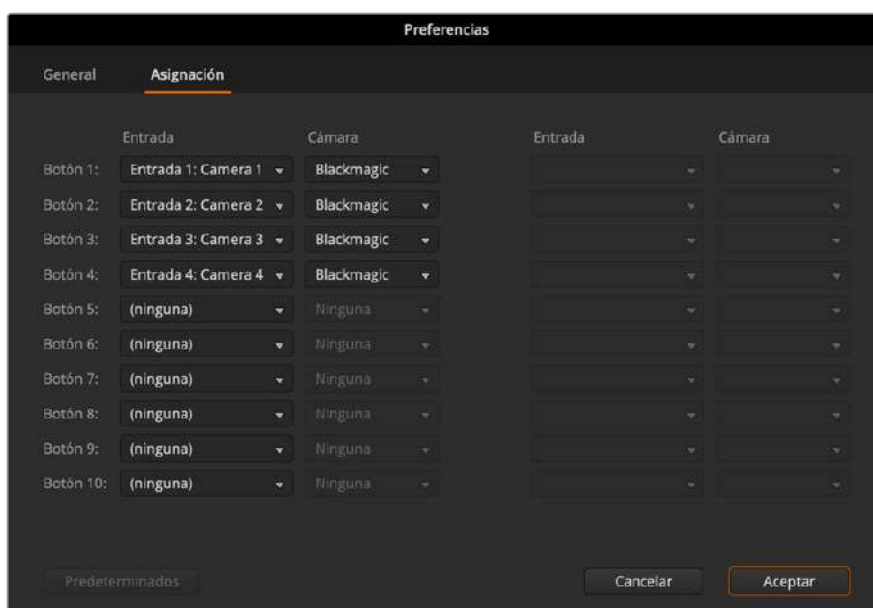 Preferencias
General Asignación
Entrada Cámara Entrada Cámara
Botón 1: Entrada 1: Camera 1 Blackmagic
Botón 2: Entrada 2: Camera 2 Blackmagic
Botón 3: Entrada 3: Camera 3 Blackmagic
Botón 4: Entrada 4: Camera 4 Blackmagic
Botón 5: (ninguna) Ninguna
Botón 6: (ninguna) Ninguna
Botón 7: (ninguna) Ninguna
Botón 8: (ninguna) Ninguna
Botón 9: (ninguna) Ninguna
Botón 10: (ninguna) Ninguna
Predeterminados Cancelar Aceptar